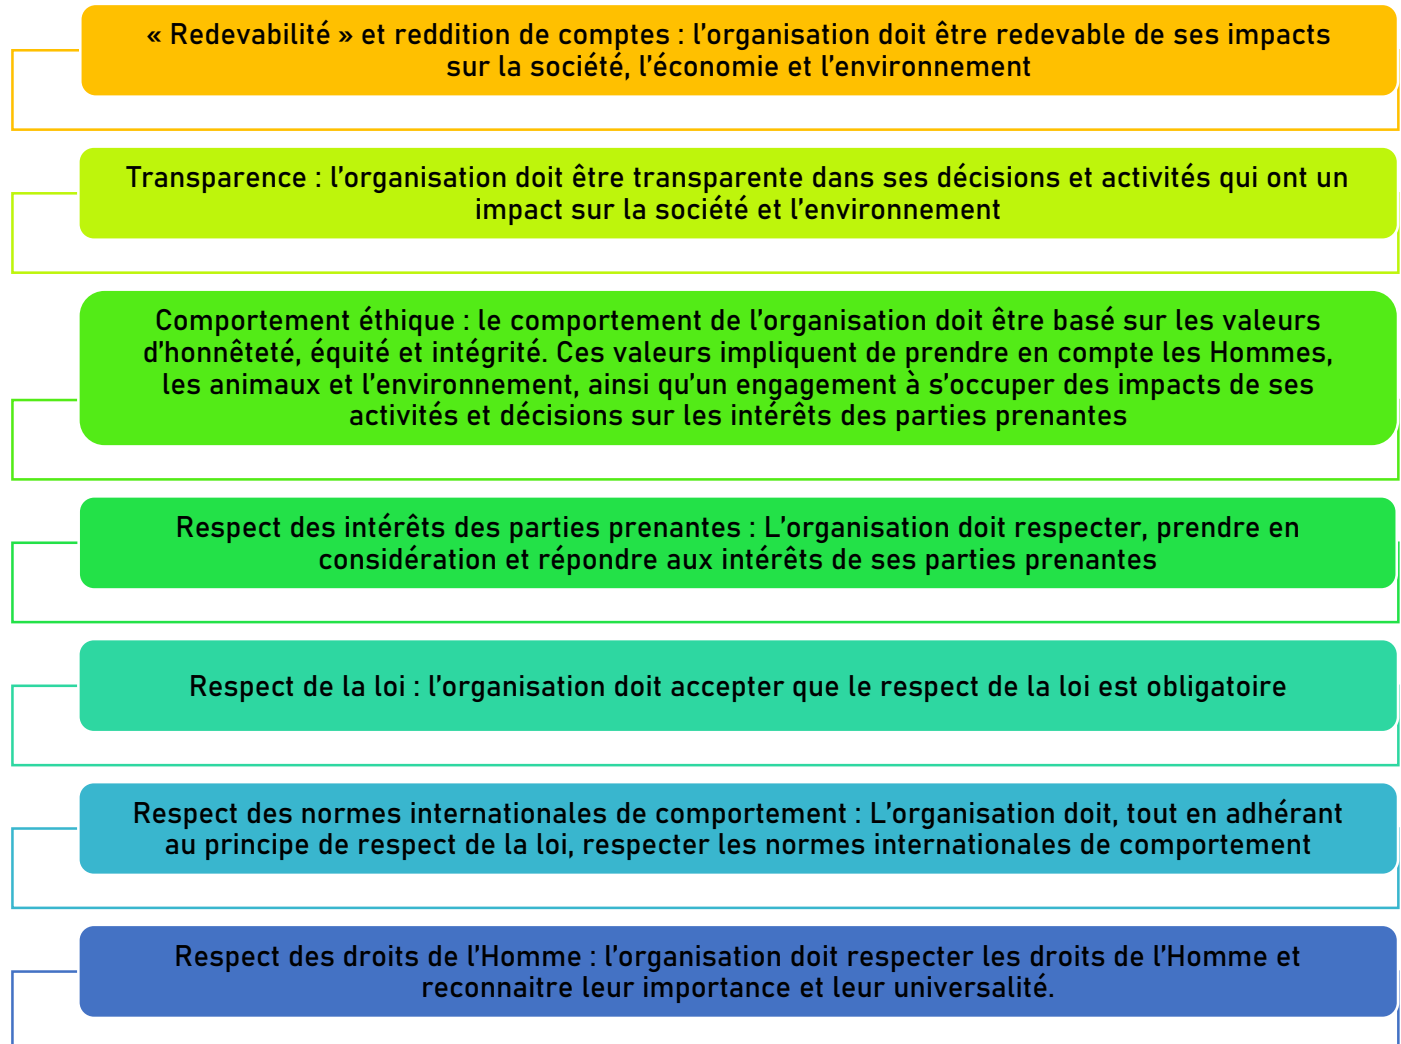 « Redevabilité » et reddition de comptes : l’organisation doit être redevable de ses impacts
sur la société, l’économie et l’environnement
Transparence : l’organisation doit être transparente dans ses décisions et activités qui ont un
impact sur la société et l’environnement
Comportement éthique : le comportement de l’organisation doit être basé sur les valeurs
d’honnêteté, équité et intégrité. Ces valeurs impliquent de prendre en compte les Hommes,
les animaux et l’environnement, ainsi qu’un engagement à s’occuper des impacts de ses
activités et décisions sur les intérêts des parties prenantes
Respect des intérêts des parties prenantes : L’organisation doit respecter, prendre en
considération et répondre aux intérêts de ses parties prenantes
Respect de la loi : l’organisation doit accepter que le respect de la loi est obligatoire
Respect des normes internationales de comportement : L’organisation doit, tout en adhérant
au principe de respect de la loi, respecter les normes internationales de comportement
Respect des droits de l’Homme : l’organisation doit respecter les droits de l’Homme et
reconnaitre leur importance et leur universalité.